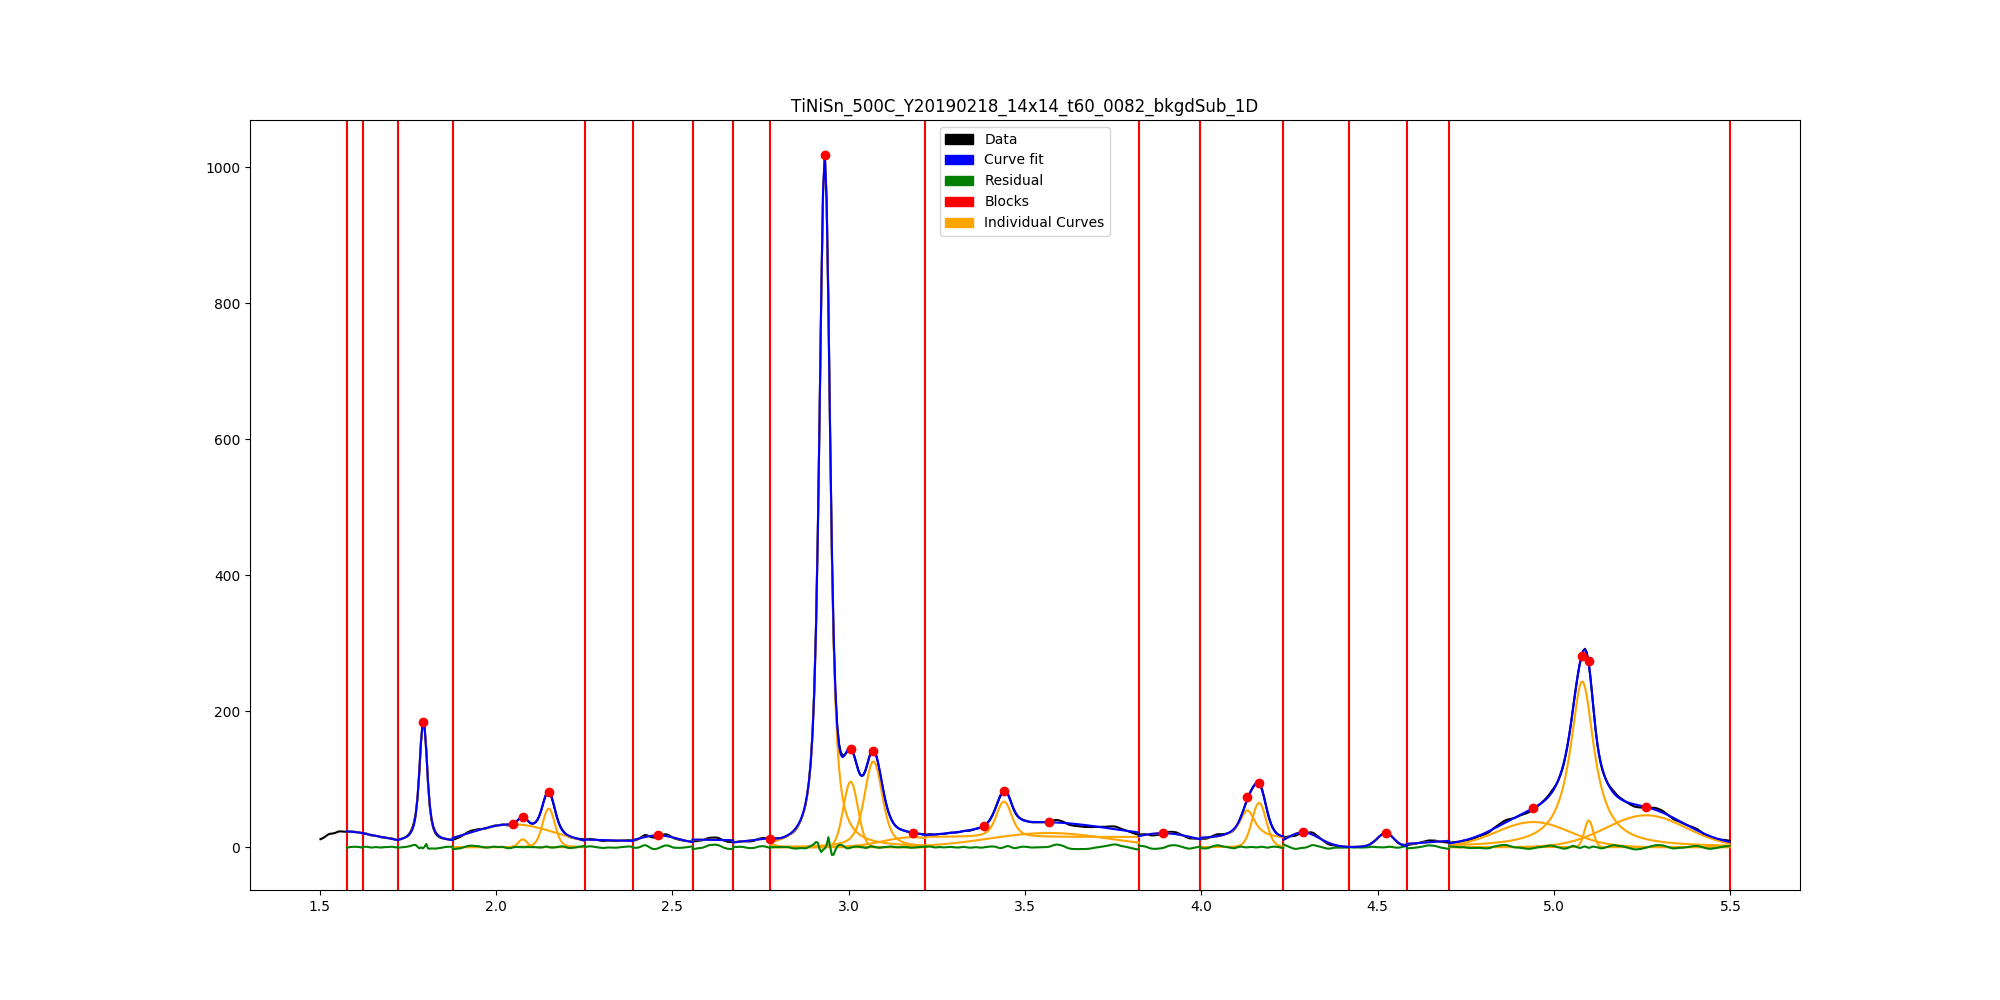 TiNiSn_500C_Y20190218_14x14_t60_0082_bkgdSub_1D
Data
Curve fit
Residual
Blocks
Individual Curves
1000
800
600
400
200
0
1.5 2.0 2.5 3.0 3.5 4.0 4.5 5.0 5.5